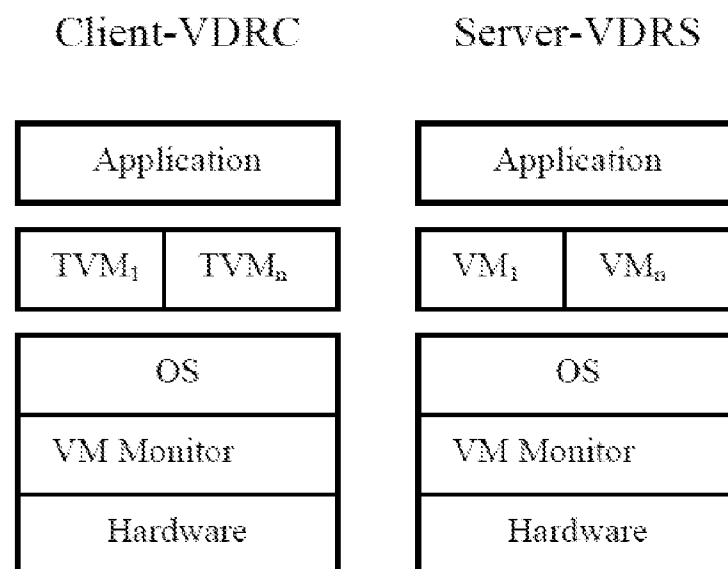 Client-VDRC
Server-VDRS
Application
Application
TVM₁
TVMₙ
VM₁
VMₙ
OS
OS
VM Monitor
VM Monitor
Hardware
Hardware